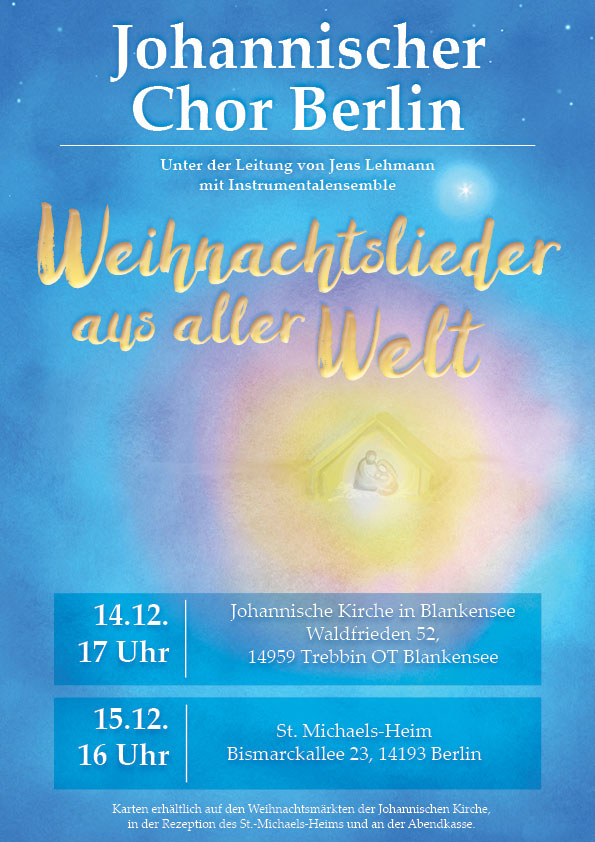 Johannischer
Chor Berlin
Unter der Leitung von Jens Lehmann
mit Instrumentalensemble
Weihnachtslieder
aus aller Welt
14.12.
17 Uhr
Johannische Kirche in Blankensee
Waldfrieden 52,
14959 Trebbin OT Blankensee
15.12.
16 Uhr
St. Michaels-Heim
Bismarckallee 23, 14193 Berlin
Karten erhältlich auf den Weihnachtsmärkten der Johannischen Kirche,
in der Rezeption des St.-Michaels-Heims und an der Abendkasse.